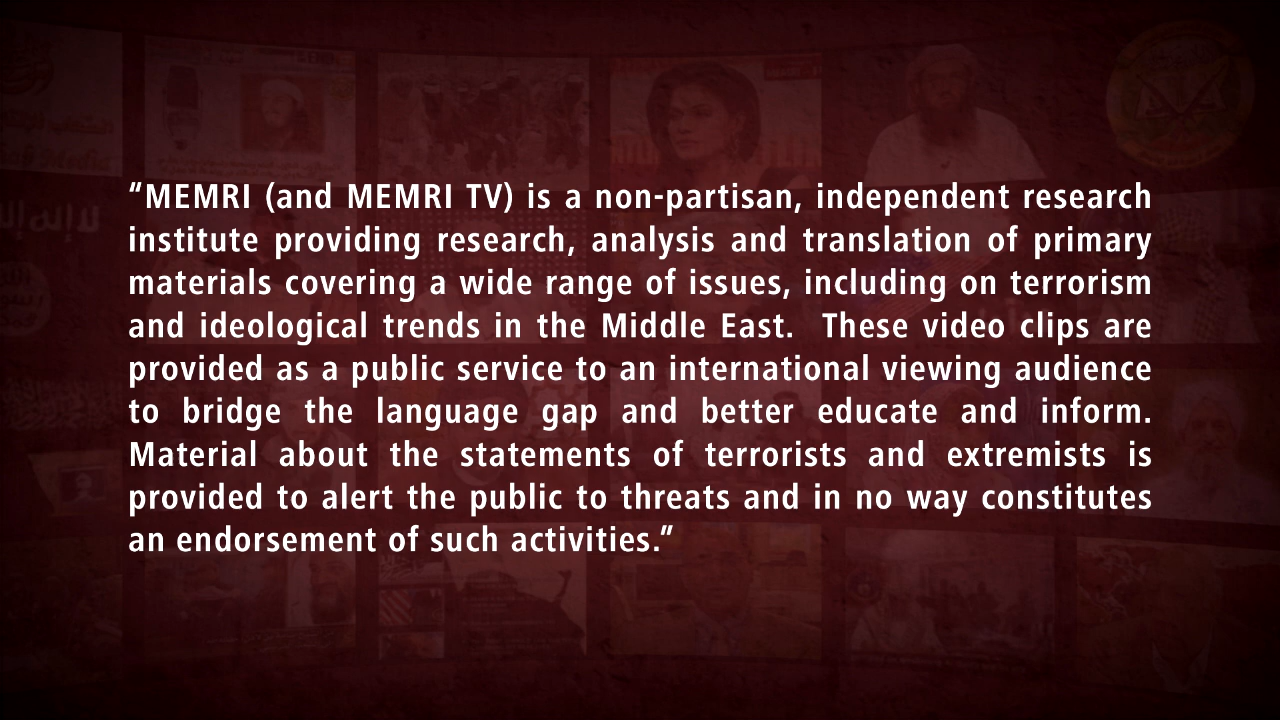 “MEMRI (and MEMRI TV) is a non-partisan, independent research
institute providing research, analysis and translation of primary
materials covering a wide range of issues, including on terrorism
and ideological trends in the Middle East. These video clips are
provided as a public service to an international viewing audience
to bridge the language gap and better educate and inform.
Material about the statements of terrorists and extremists is
provided to alert the public to threats and in no way constitutes
an endorsement of such activities.”